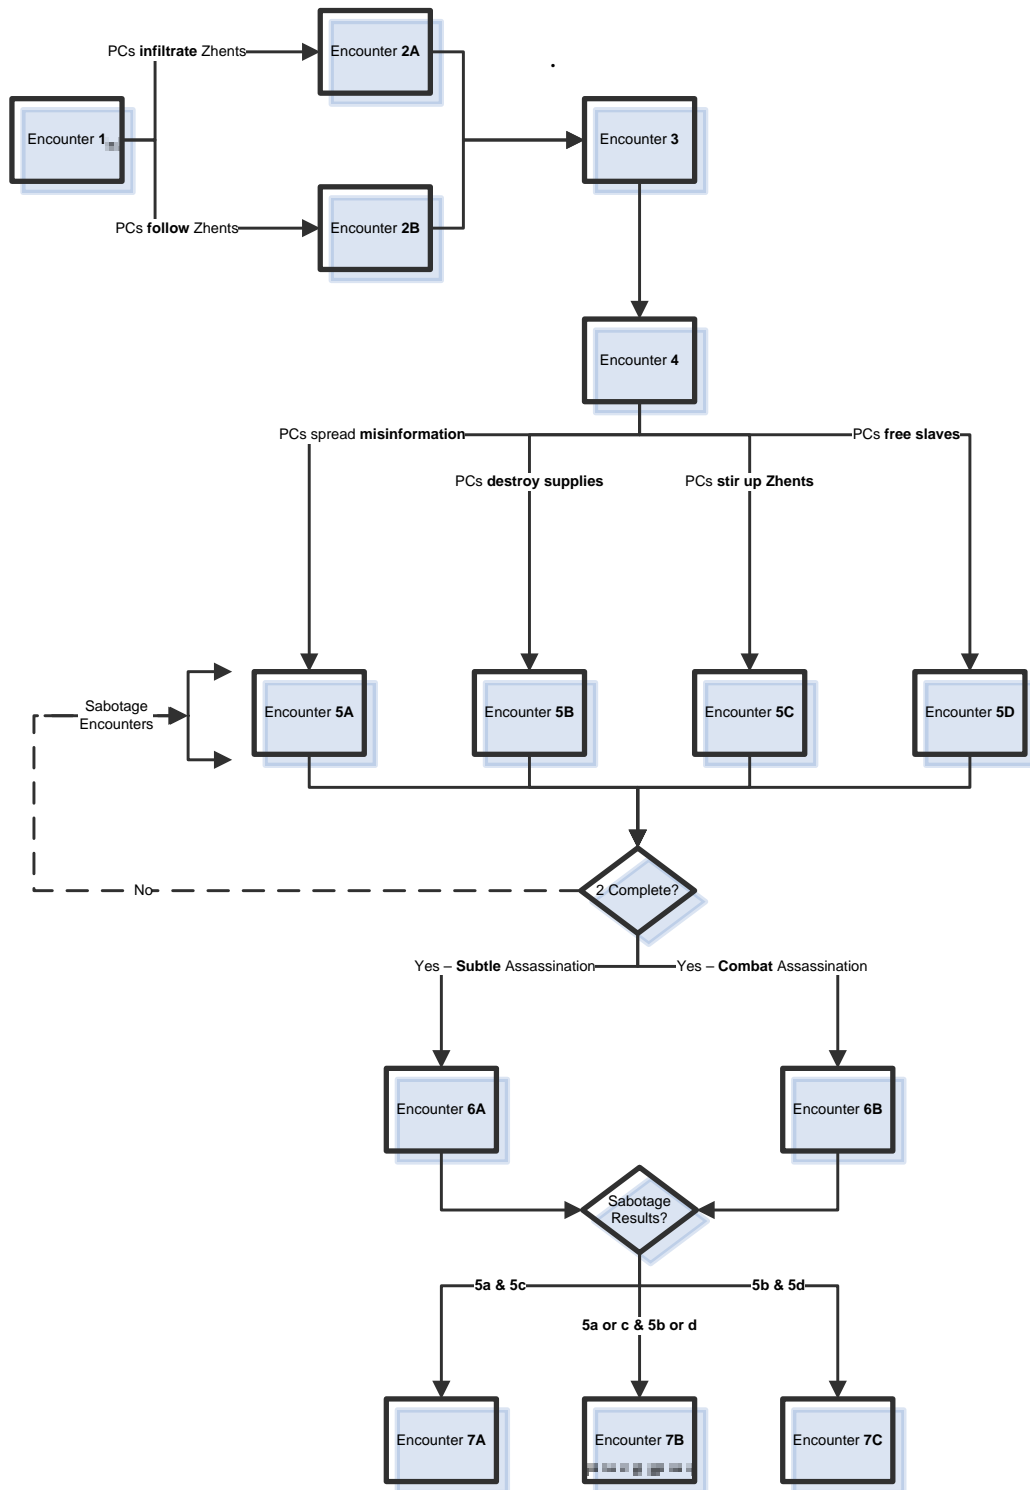 PCs infiltrate Zhents
Encounter 2A
Encounter 1
Encounter 3
PCs follow Zhents
Encounter 2B
Encounter 4
PCs spread misinformation
PCs free slaves
PCs destroy supplies
PCs stir up Zhents
Sabotage
Encounters
Encounter 5A
Encounter 5B
Encounter 5C
Encounter 5D
No
2 Complete?
Yes – Subtle Assassination
Yes – Combat Assassination
Encounter 6A
Encounter 6B
Sabotage
Results?
5a & 5c
5b & 5d
5a or c & 5b or d
Encounter 7A
Encounter 7B
Encounter 7C